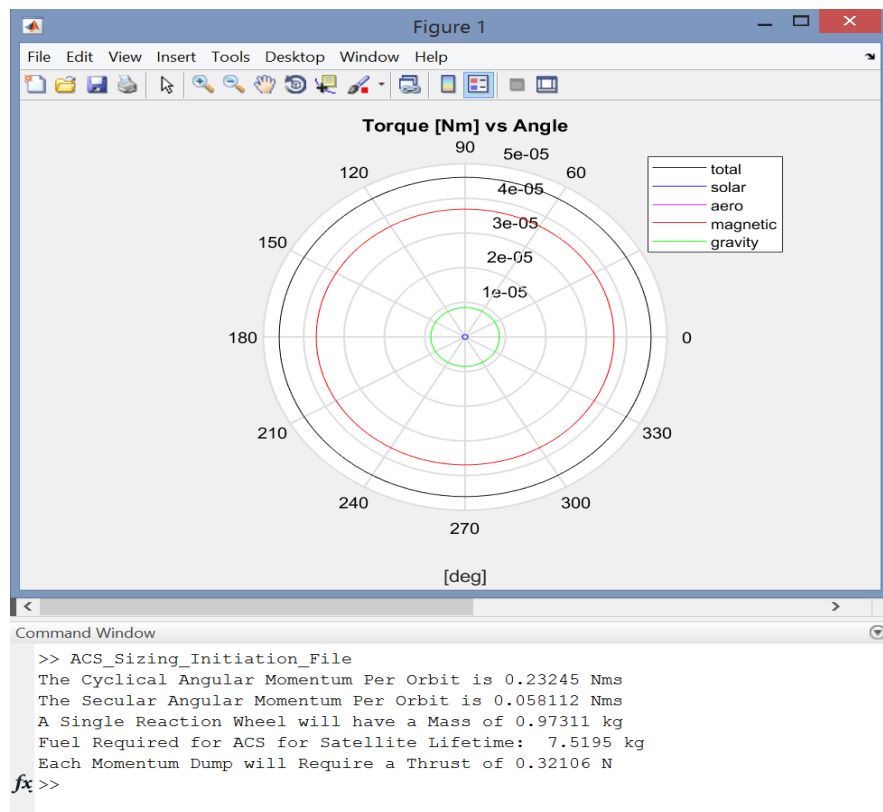 Figure 1
File Edit View Insert Tools Desktop Window Help
Torque [Nm] vs Angle
90
5e-05
120
60
4e-05
total
solar
aero
magnetic
gravity
3e-05
150
2e-05
1e-05
180
0
210
330
240
300
270
[deg]
Command Window
>> ACS_Sizing_Initiation_File
The Cyclical Angular Momentum Per Orbit is 0.23245 Nms
The Secular Angular Momentum Per Orbit is 0.058112 Nms
A Single Reaction Wheel will have a Mass of 0.97311 kg
Fuel Required for ACS for Satellite Lifetime:  7.5195 kg
Each Momentum Dump will Require a Thrust of 0.32106 N
fx >>